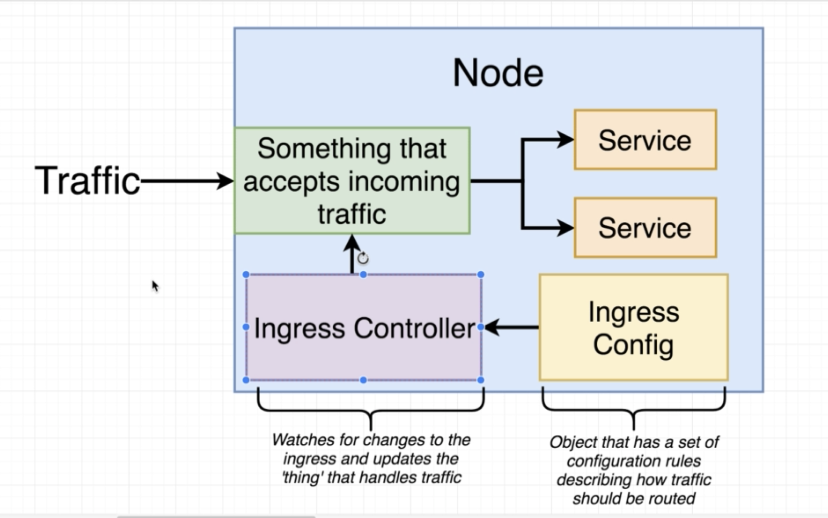 Node
Traffic
Something that
accepts incoming
traffic
Service
Service
Ingress Controller
Ingress
Config
Watches for changes to the
ingress and updates the
'thing' that handles traffic
Object that has a set of
configuration rules
describing how traffic
should be routed